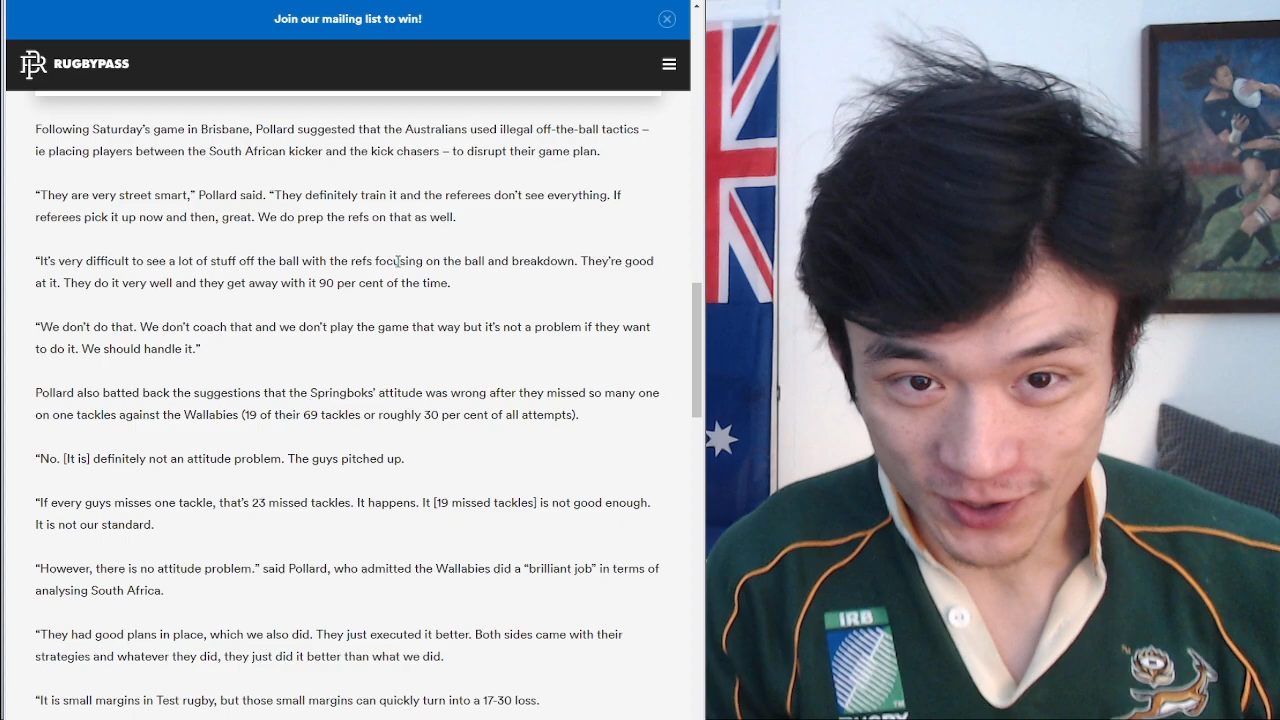 Join our mailing list to win!
RUGBYPASS
Following Saturday’s game in Brisbane, Pollard suggested that the Australians used illegal off-the-ball tactics –
ie placing players between the South African kicker and the kick chasers – to disrupt their game plan.
“They are very street smart,” Pollard said. “They definitely train it and the referees don’t see everything. If
referees pick it up now and then, great. We do prep the refs on that as well.
“It’s very difficult to see a lot of stuff off the ball with the refs focusing on the ball and breakdown. They’re good
at it. They do it very well and they get away with it 90 per cent of the time.
“We don’t do that. We don’t coach that and we don’t play the game that way but it’s not a problem if they want
to do it. We should handle it.”
Pollard also batted back the suggestions that the Springboks’ attitude was wrong after they missed so many one
on one tackles against the Wallabies (19 of their 69 tackles or roughly 30 per cent of all attempts).
“No. [It is] definitely not an attitude problem. The guys pitched up.
“If every guys misses one tackle, that’s 23 missed tackles. It happens. It [19 missed tackles] is not good enough.
It is not our standard.
“However, there is no attitude problem.” said Pollard, who admitted the Wallabies did a “brilliant job” in terms of
analysing South Africa.
“They had good plans in place, which we also did. They just executed it better. Both sides came with their
strategies and whatever they did, they just did it better than what we did.
“It is small margins in Test rugby, but those small margins can quickly turn into a 17-30 loss.
IRB
RUGBY